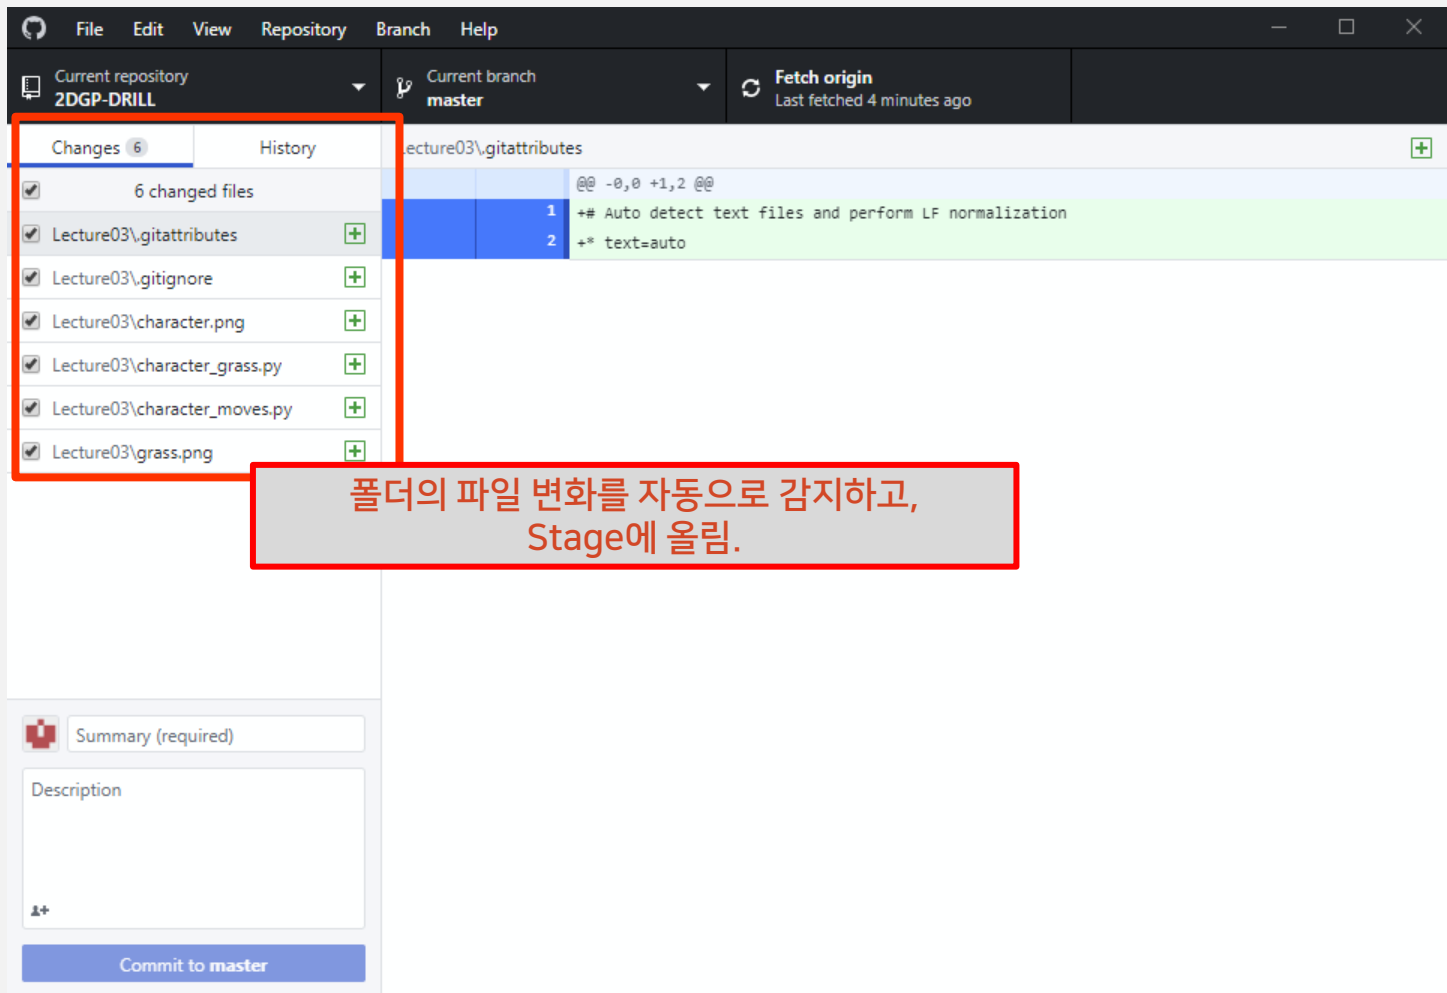 File Edit View Repository Branch Help
Current repository
2DGP-DRILL
Current branch
master
Fetch origin
Last fetched 4 minutes ago
Changes 6 History
6 changed files
Lecture03\.gitattributes
Lecture03\.gitignore
Lecture03\character.png
Lecture03\character_grass.py
Lecture03\character_moves.py
Lecture03\grass.png
ecture03\.gitattributes
@@ -0,0 +1,2 @@
1 +# Auto detect text files and perform LF normalization
2 +* text=auto
폴더의 파일 변화를 자동으로 감지하고,
Stage에 올림.
Summary (required)
Description
Commit to master